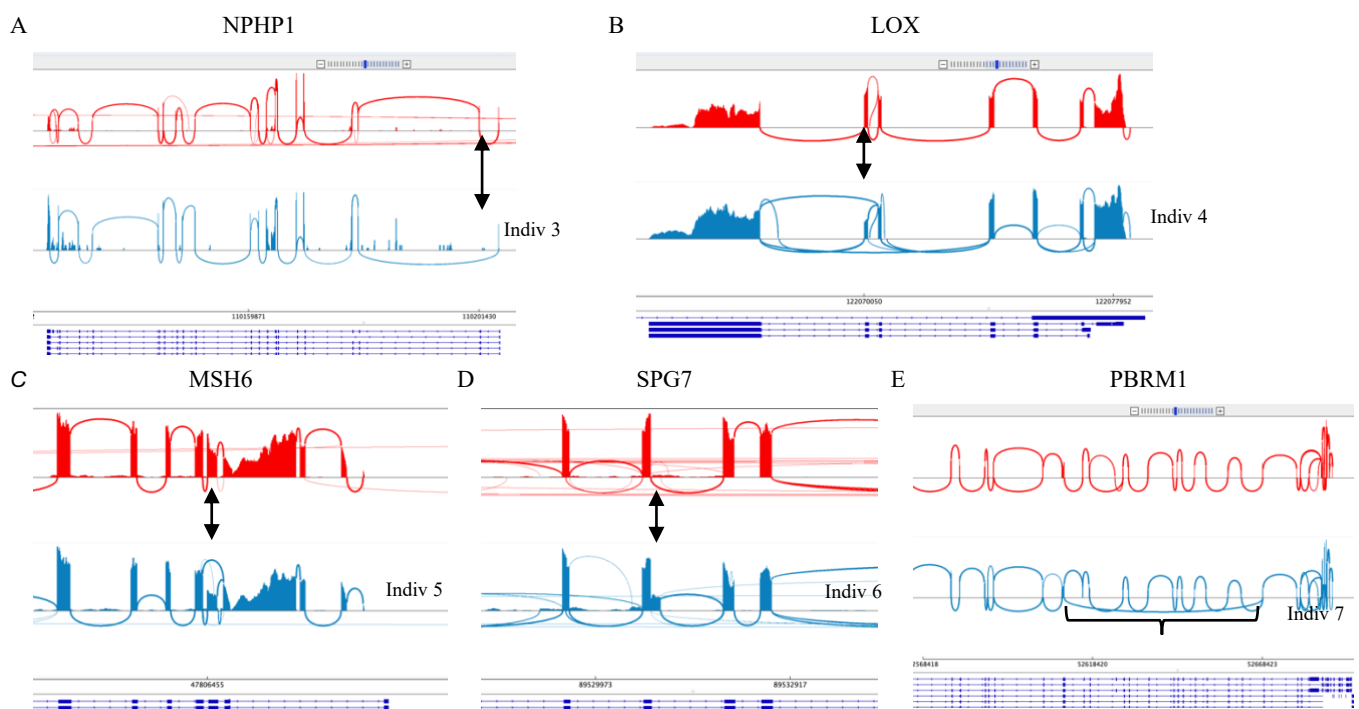 A NPHP1
Indiv 3
110159871 110201430
B LOX
Indiv 4
122070050 122077952
C MSH6
Indiv 5
47806455
D SPG7
Indiv 6
89529973 89532917
E PBRM1
Indiv 7
2568418 52618420 52668423